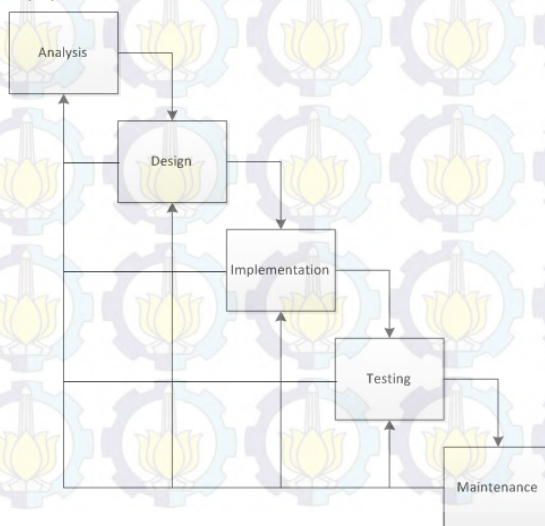 Analysis
Design
Implementation
Testing
Maintenance